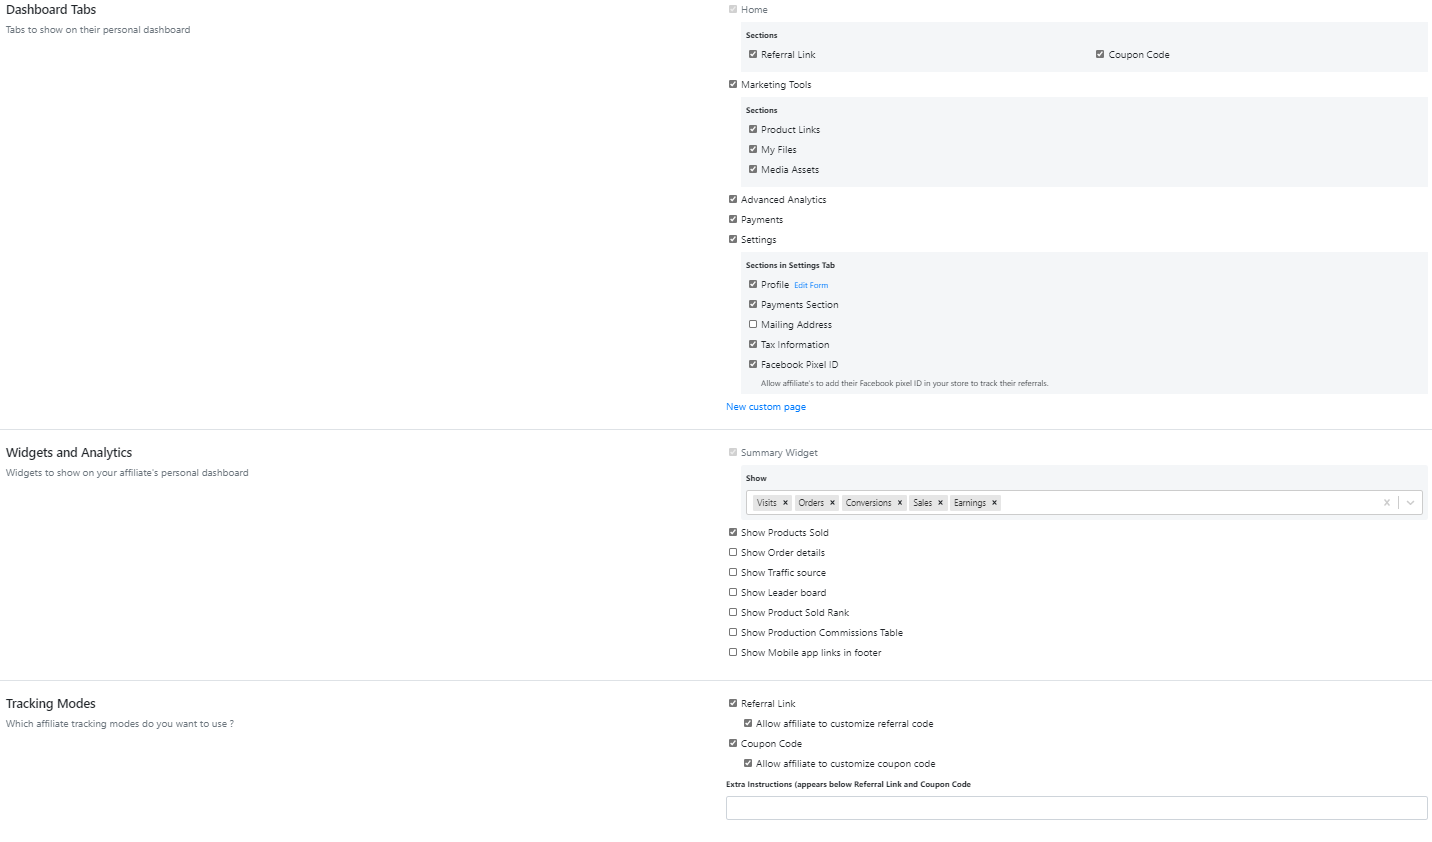 Dashboard Tabs
Tabs to show on their personal dashboard
Home
Sections
Referral Link
Coupon Code
Marketing Tools
Sections
Product Links
My Files
Media Assets
Advanced Analytics
Payments
Settings
Sections in Settings Tab
Profile Edit Form
Payments Section
Mailing Address
Tax Information
Facebook Pixel ID
Allow affiliate's to add their Facebook pixel ID in your store to track their referrals.
New custom page
Widgets and Analytics
Widgets to show on your affiliate's personal dashboard
Summary Widget
Show
Visits × Orders × Conversions × Sales × Earnings ×
Show Products Sold
Show Order details
Show Traffic source
Show Leader board
Show Product Sold Rank
Show Production Commissions Table
Show Mobile app links in footer
Tracking Modes
Which affiliate tracking modes do you want to use ?
Referral Link
Allow affiliate to customize referral code
Coupon Code
Allow affiliate to customize coupon code
Extra Instructions (appears below Referral Link and Coupon Code